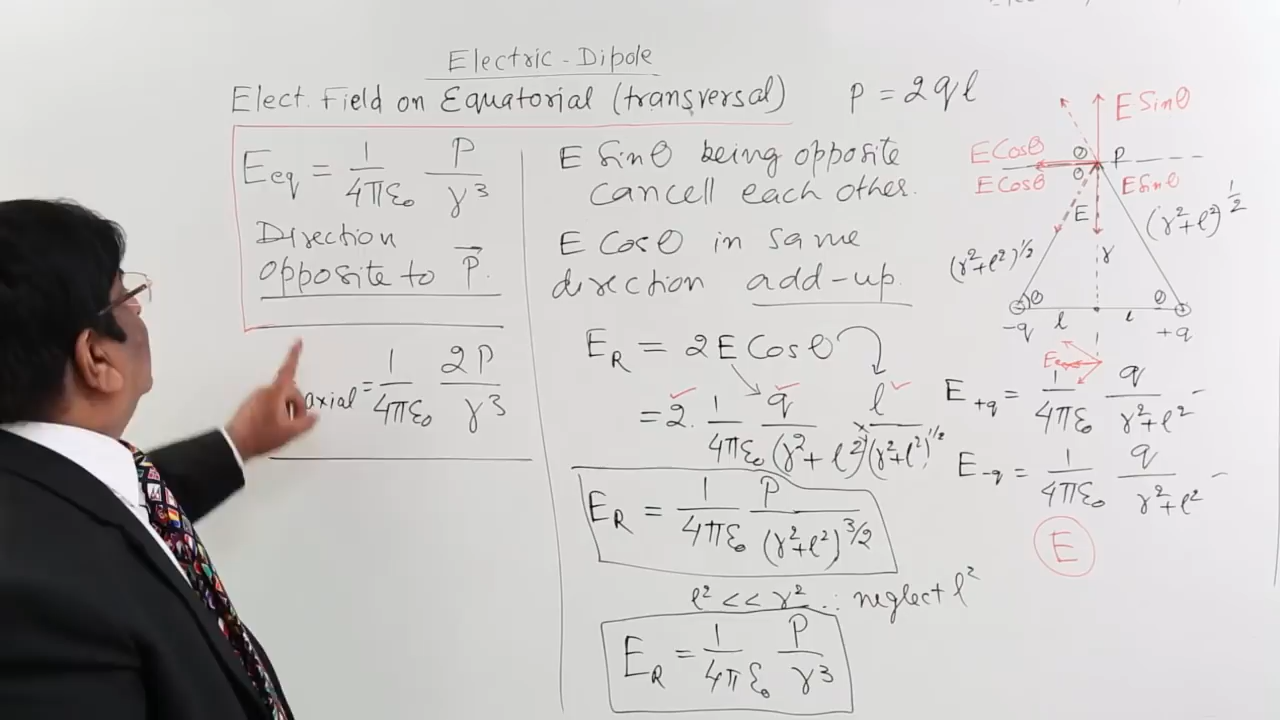 Electric - Dipole
Elect. Field on Equatorial (transversal)
P = 2ql
Eeq = 1/4πε₀ P/r³
Direction
opposite to P⃗.
axial = 1/4πε₀ 2P/r³
E Sinθ being opposite
cancell each other.
E Cosθ in same
direction add-up.
E_R = 2E Cosθ
= 2. 1/4πε₀ q/(r²+l²) × l/(r²+l²)^1/2
E_R = 1/4πε₀ P/(r²+l²)^3/2
l² << r² ∴ neglect l²
E_R = 1/4πε₀ P/r³
E Sinθ
E Cosθ
θ
P
θ
E Cosθ
E Sinθ
E
(r²+l²)^1/2
(r²+l²)^1/2
r
θ
θ
-q
l
l
+q
E₊q = 1/4πε₀ q/r²+l²
E₋q = 1/4πε₀ q/r²+l²
E